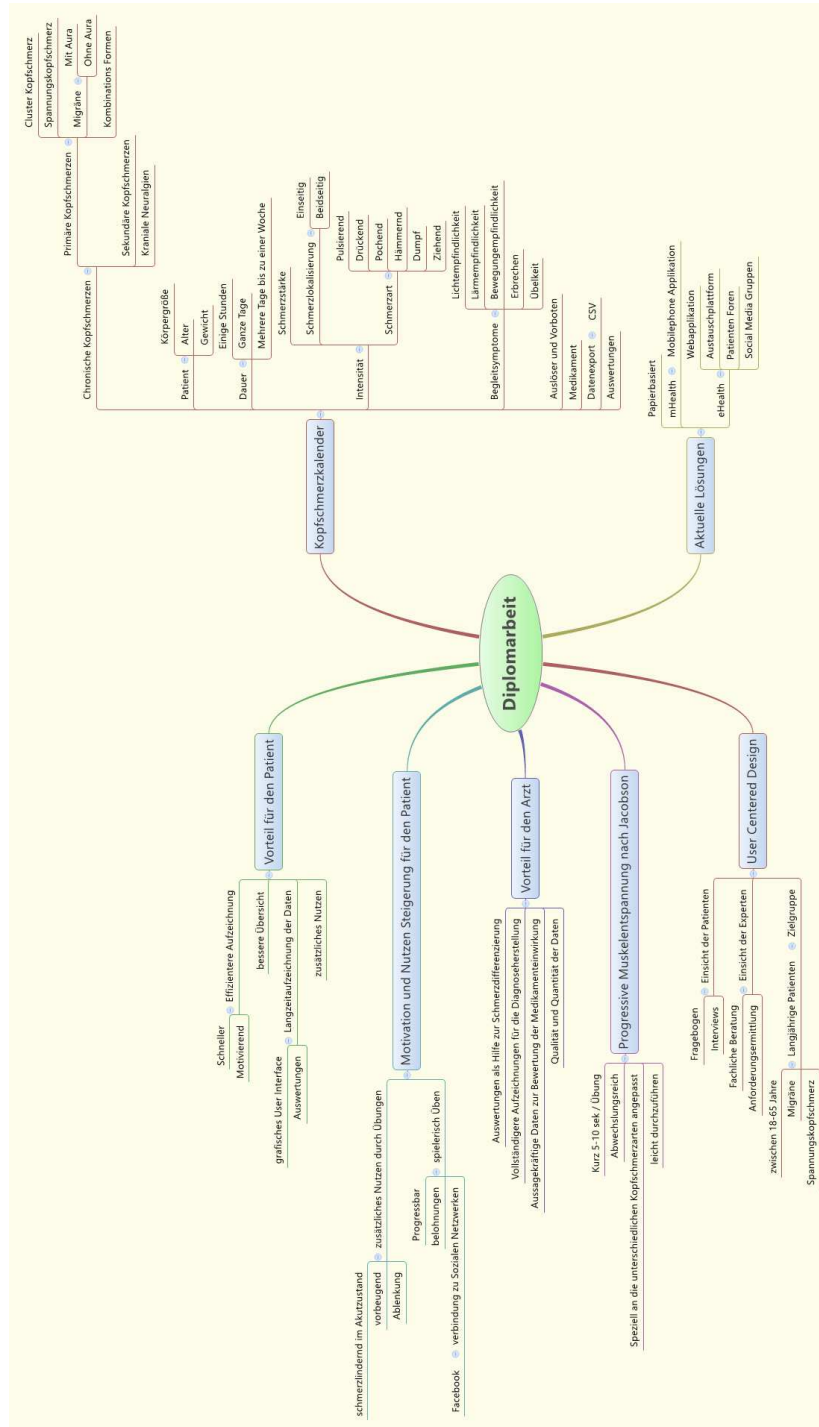 Diplomarbeit
Kopfschmerzkalender
Chronische Kopfschmerzen
Primäre Kopfschmerzen
Cluster Kopfschmerz
Spannungskopfschmerz
Migräne
Mit Aura
Ohne Aura
Kombinations Formen
Sekundäre Kopfschmerzen
Kraniale Neuralgien
Patient
Körpergröße
Alter
Gewicht
Dauer
Einige Stunden
Ganze Tage
Mehrere Tage bis zu einer Woche
Intensität
Schmerzstärke
Schmerzlokalisierung
Einseitig
Beidseitig
Schmerzart
Pulsierend
Drückend
Pochend
Hämmernd
Dumpf
Ziehend
Begleitsymptome
Lichtempfindlichkeit
Lärmempfindlichkeit
Bewegungempfindlichkeit
Erbrechen
Übelkeit
Auslöser und Vorboten
Medikament
Datenexport
CSV
Auswertungen
Aktuelle Lösungen
Papierbasiert
mHealth
Mobilephone Applikation
eHealth
Webapplikation
Austauschplattform
Patienten Foren
Social Media Gruppen
Vorteil für den Patient
Effizientere Aufzeichnung
Schneller
Motivierend
bessere Übersicht
Langzeitaufzeichnung der Daten
grafisches User Interface
Auswertungen
zusätzliches Nutzen
Motivation und Nutzen Steigerung für den Patient
zusätzliches Nutzen durch Übungen
schmerzlindernd im Akutzustand
vorbeugend
Ablenkung
spielerisch Üben
Progressbar
belohnungen
verbindung zu Sozialen Netzwerken
Facebook
Vorteil für den Arzt
Auswertungen als Hilfe zur Schmerzdifferenzierung
Vollständigere Aufzeichnungen für die Diagnoseherstellung
Aussagekräftige Daten zur Bewertung der Medikamenteinwirkung
Qualität und Quantität der Daten
Progressive Muskelentspannung nach Jacobson
Kurz 5-10 sek / Übung
Abwechslungsreich
Speziell an die unterschiedlichen Kopfschmerzarten angepasst
leicht durchzuführen
User Centered Design
Einsicht der Patienten
Fragebogen
Interviews
Einsicht der Experten
Fachliche Beratung
Anforderungsermittlung
Zielgruppe
Langjährige Patienten
zwischen 18-65 Jahre
Migräne
Spannungskopfschmerz